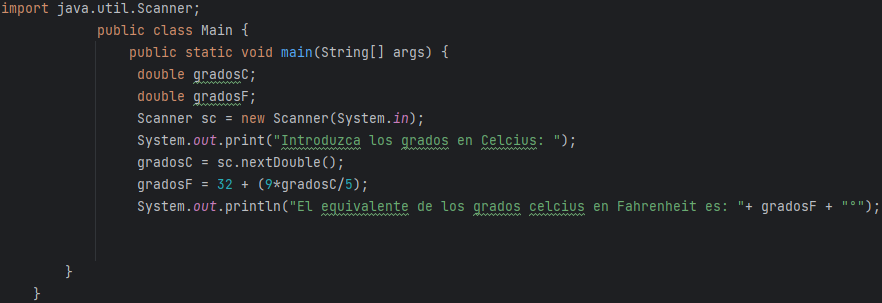 import java.util.Scanner;
public class Main {
public static void main(String[] args) {
double gradosC;
double gradosF;
Scanner sc = new Scanner(System.in);
System.out.print("Introduzca los grados en Celcius: ");
gradosC = sc.nextDouble();
gradosF = 32 + (9*gradosC/5);
System.out.println("El equivalente de los grados celcius en Fahrenheit es: "+ gradosF + "°");
}
}